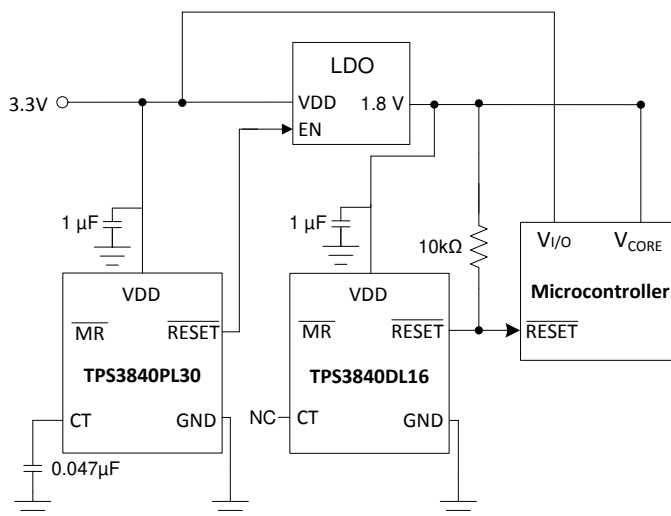 LDO
3.3V
VDD
1.8 V
EN
1 µF
1 µF
10kΩ
VI/O
VCORE
VDD
VDD
Microcontroller
MR
RESET
MR
RESET
RESET
TPS3840PL30
TPS3840DL16
CT
GND
NC
CT
GND
0.047µF